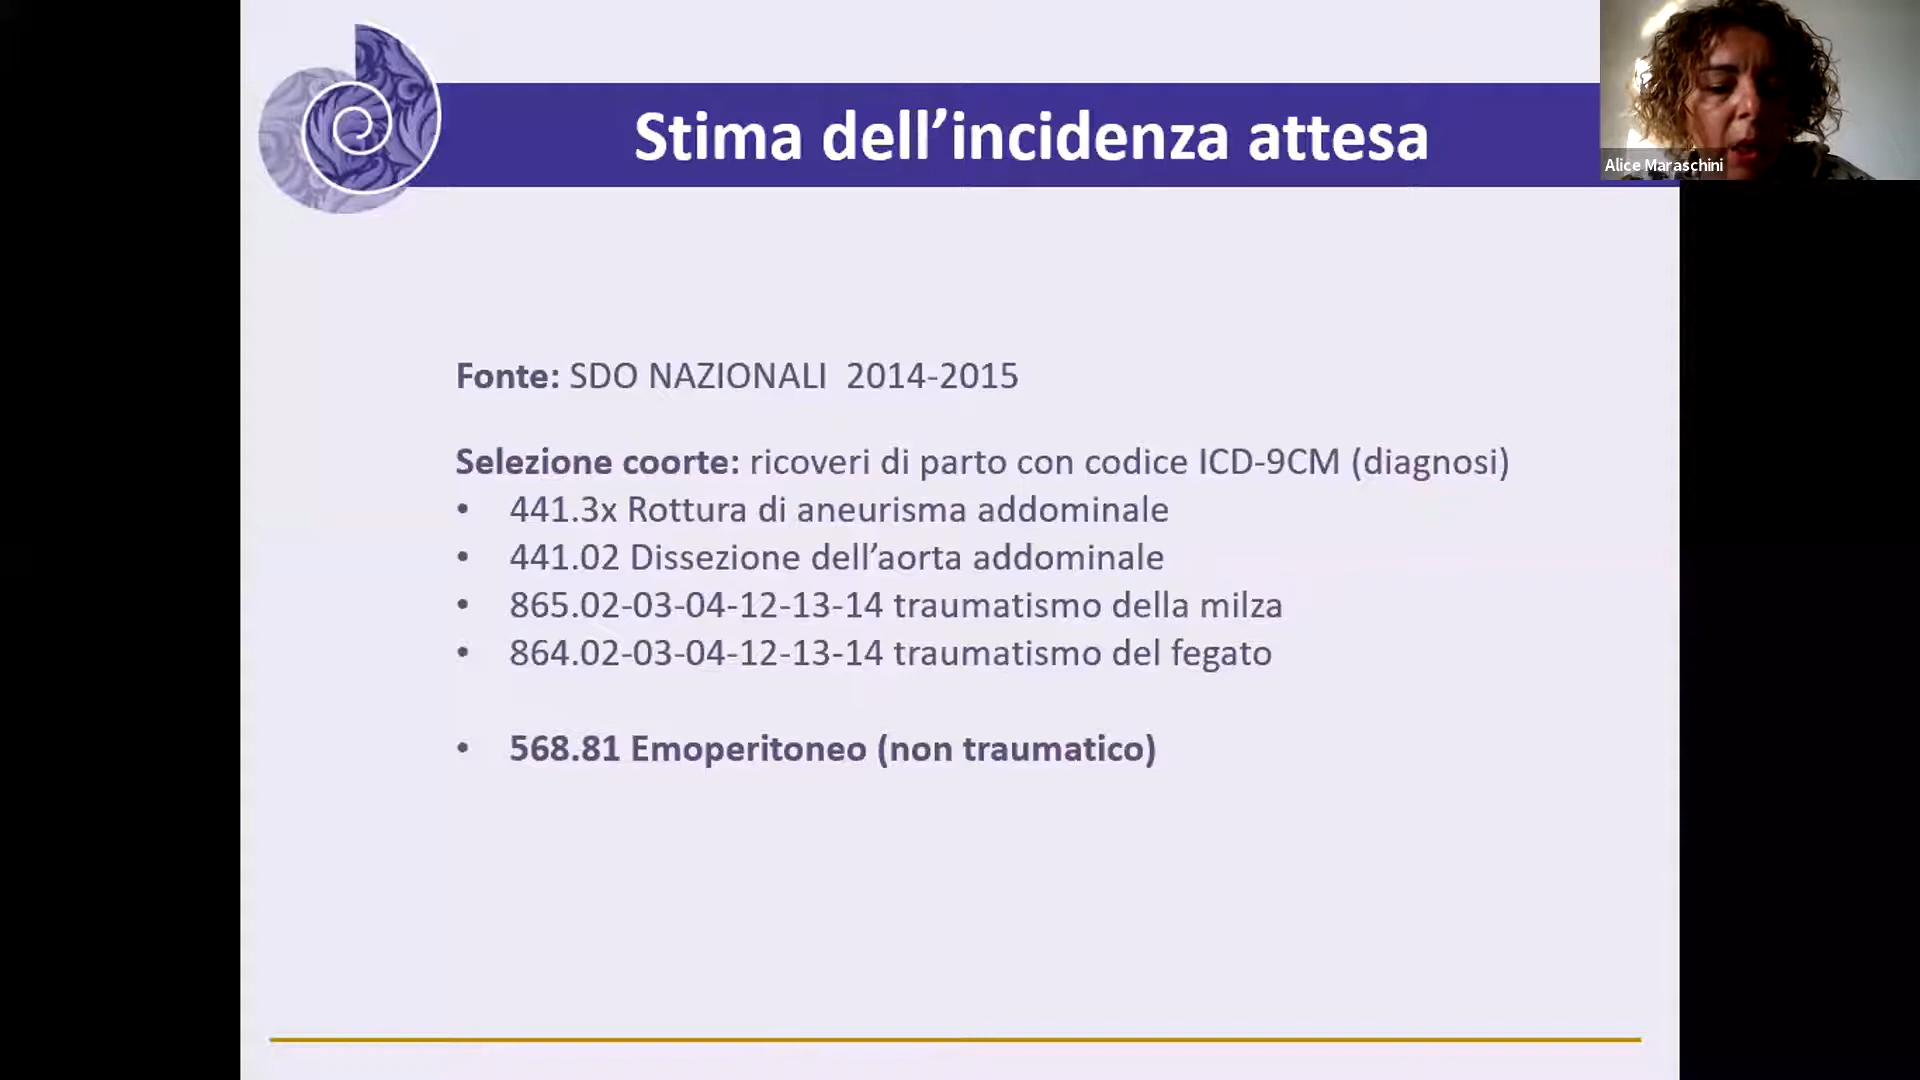 Stima dell’incidenza attesa
Alice Maraschini
Fonte: SDO NAZIONALI 2014-2015
Selezione coorte: ricoveri di parto con codice ICD-9CM (diagnosi)
• 441.3x Rottura di aneurisma addominale
• 441.02 Dissezione dell’aorta addominale
• 865.02-03-04-12-13-14 traumatismo della milza
• 864.02-03-04-12-13-14 traumatismo del fegato
• 568.81 Emoperitoneo (non traumatico)